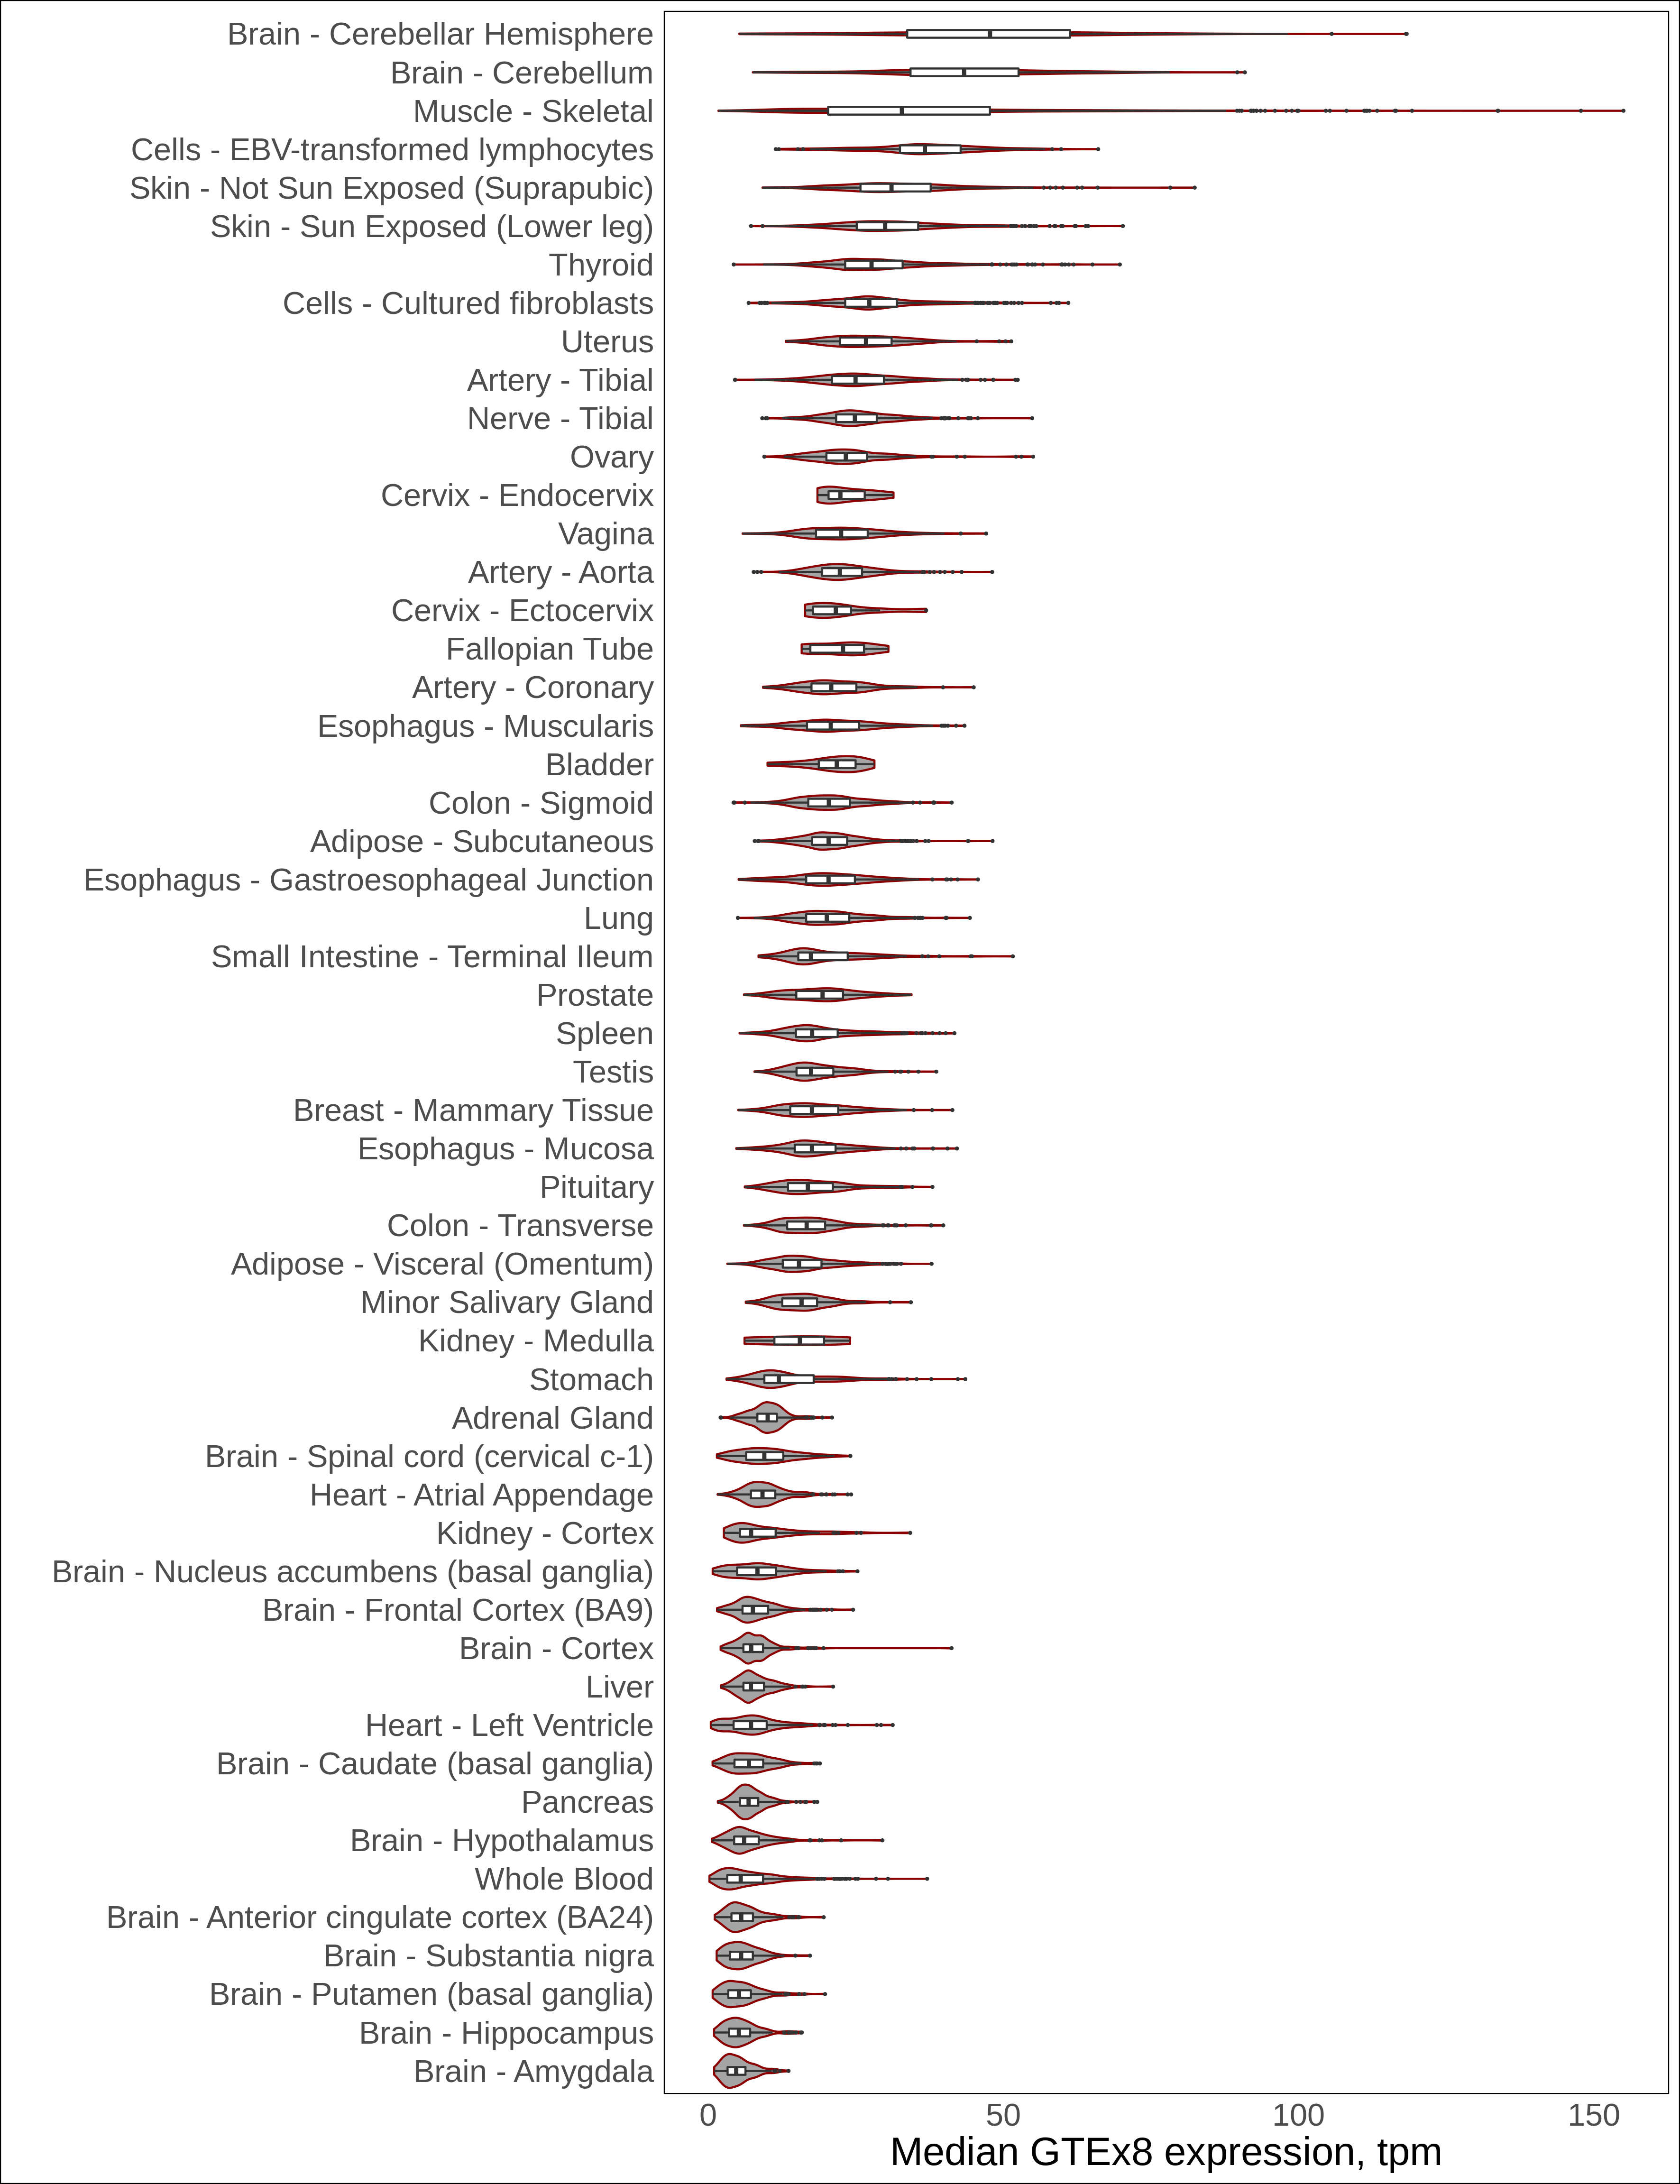 Brain - Cerebellar Hemisphere
Brain - Cerebellum
Muscle - Skeletal
Cells - EBV-transformed lymphocytes
Skin - Not Sun Exposed (Suprapubic)
Skin - Sun Exposed (Lower leg)
Thyroid
Cells - Cultured fibroblasts
Uterus
Artery - Tibial
Nerve - Tibial
Ovary
Cervix - Endocervix
Vagina
Artery - Aorta
Cervix - Ectocervix
Fallopian Tube
Artery - Coronary
Esophagus - Muscularis
Bladder
Colon - Sigmoid
Adipose - Subcutaneous
Esophagus - Gastroesophageal Junction
Lung
Small Intestine - Terminal Ileum
Prostate
Spleen
Testis
Breast - Mammary Tissue
Esophagus - Mucosa
Pituitary
Colon - Transverse
Adipose - Visceral (Omentum)
Minor Salivary Gland
Kidney - Medulla
Stomach
Adrenal Gland
Brain - Spinal cord (cervical c-1)
Heart - Atrial Appendage
Kidney - Cortex
Brain - Nucleus accumbens (basal ganglia)
Brain - Frontal Cortex (BA9)
Brain - Cortex
Liver
Heart - Left Ventricle
Brain - Caudate (basal ganglia)
Pancreas
Brain - Hypothalamus
Whole Blood
Brain - Anterior cingulate cortex (BA24)
Brain - Substantia nigra
Brain - Putamen (basal ganglia)
Brain - Hippocampus
Brain - Amygdala
0 50 100 150
Median GTEx8 expression, tpm